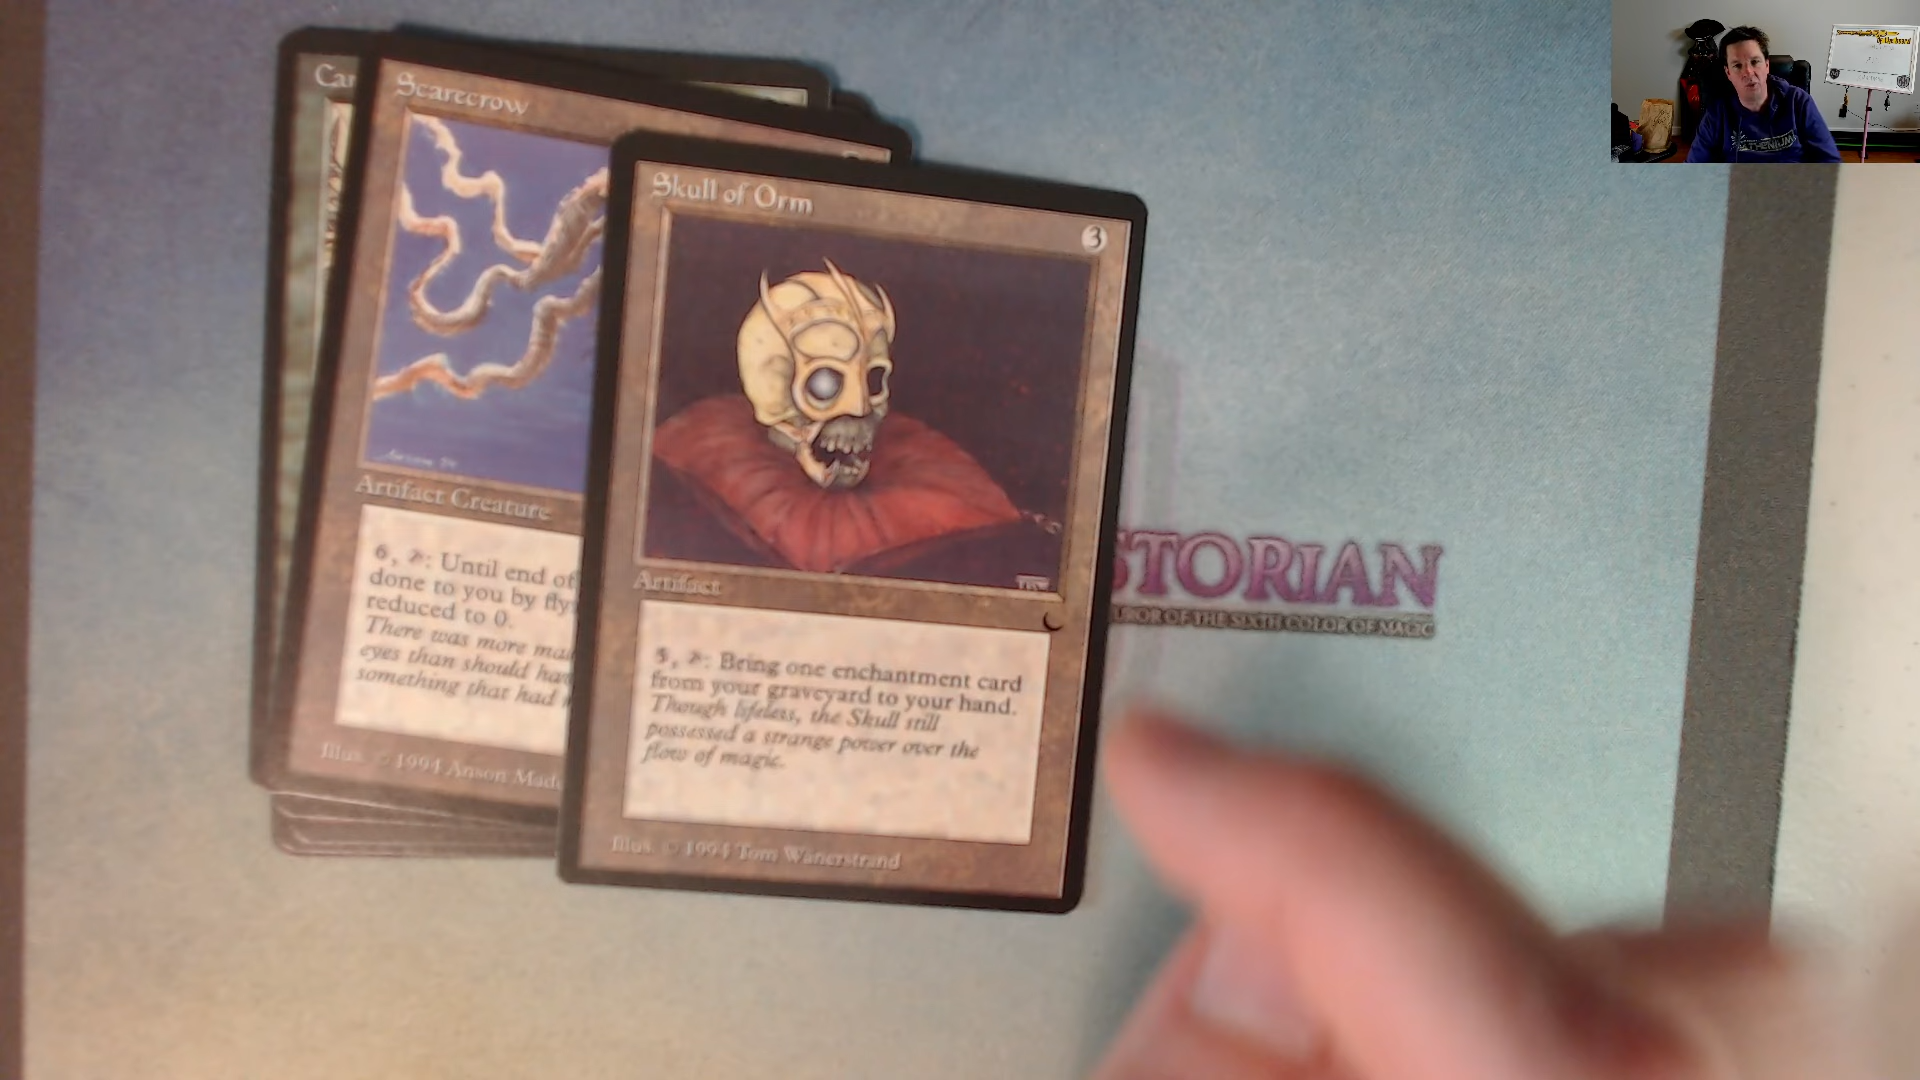 Car
Scarecrow
Artifact Creature
6, : Until end of
done to you by fly
reduced to 0.
There was more ma
eyes than should ha
something that had
Illus. © 1994 Anson Madd
Skull of Orm
3
Artifact
5, : Bring one enchantment card
from your graveyard to your hand.
Though lifeless, the Skull still
possessed a strange power over the
flow of magic.
Illus. © 1994 Tom Wänerstrand
STORIAN
OF THE SIXTH COLOR OF MAGIC